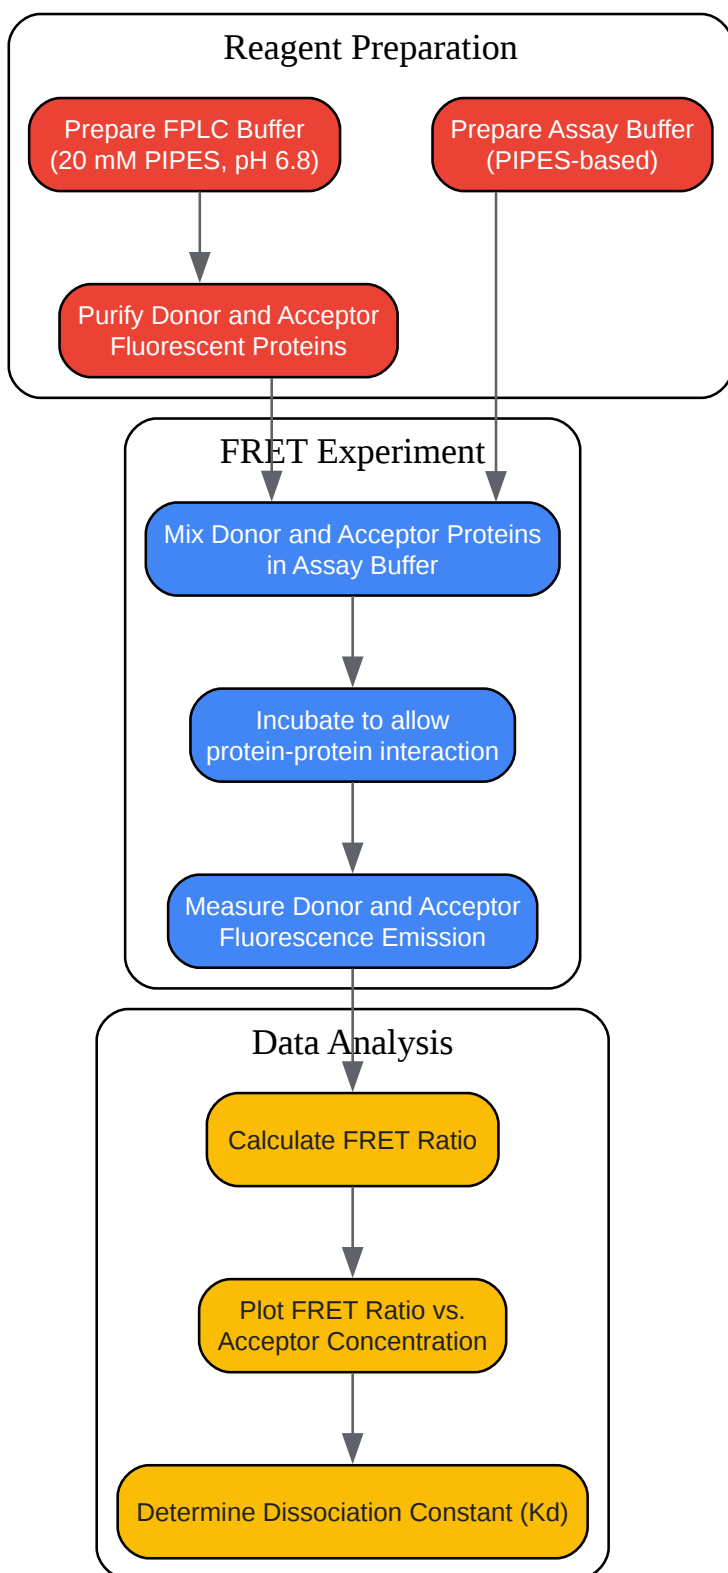 Reagent Preparation
Prepare FPLC Buffer
(20 mM PIPES, pH 6.8)
Prepare Assay Buffer
(PIPES-based)
Purify Donor and Acceptor
Fluorescent Proteins
FRET Experiment
Mix Donor and Acceptor Proteins
in Assay Buffer
Incubate to allow
protein-protein interaction
Measure Donor and Acceptor
Fluorescence Emission
Data Analysis
Calculate FRET Ratio
Plot FRET Ratio vs.
Acceptor Concentration
Determine Dissociation Constant (Kd)